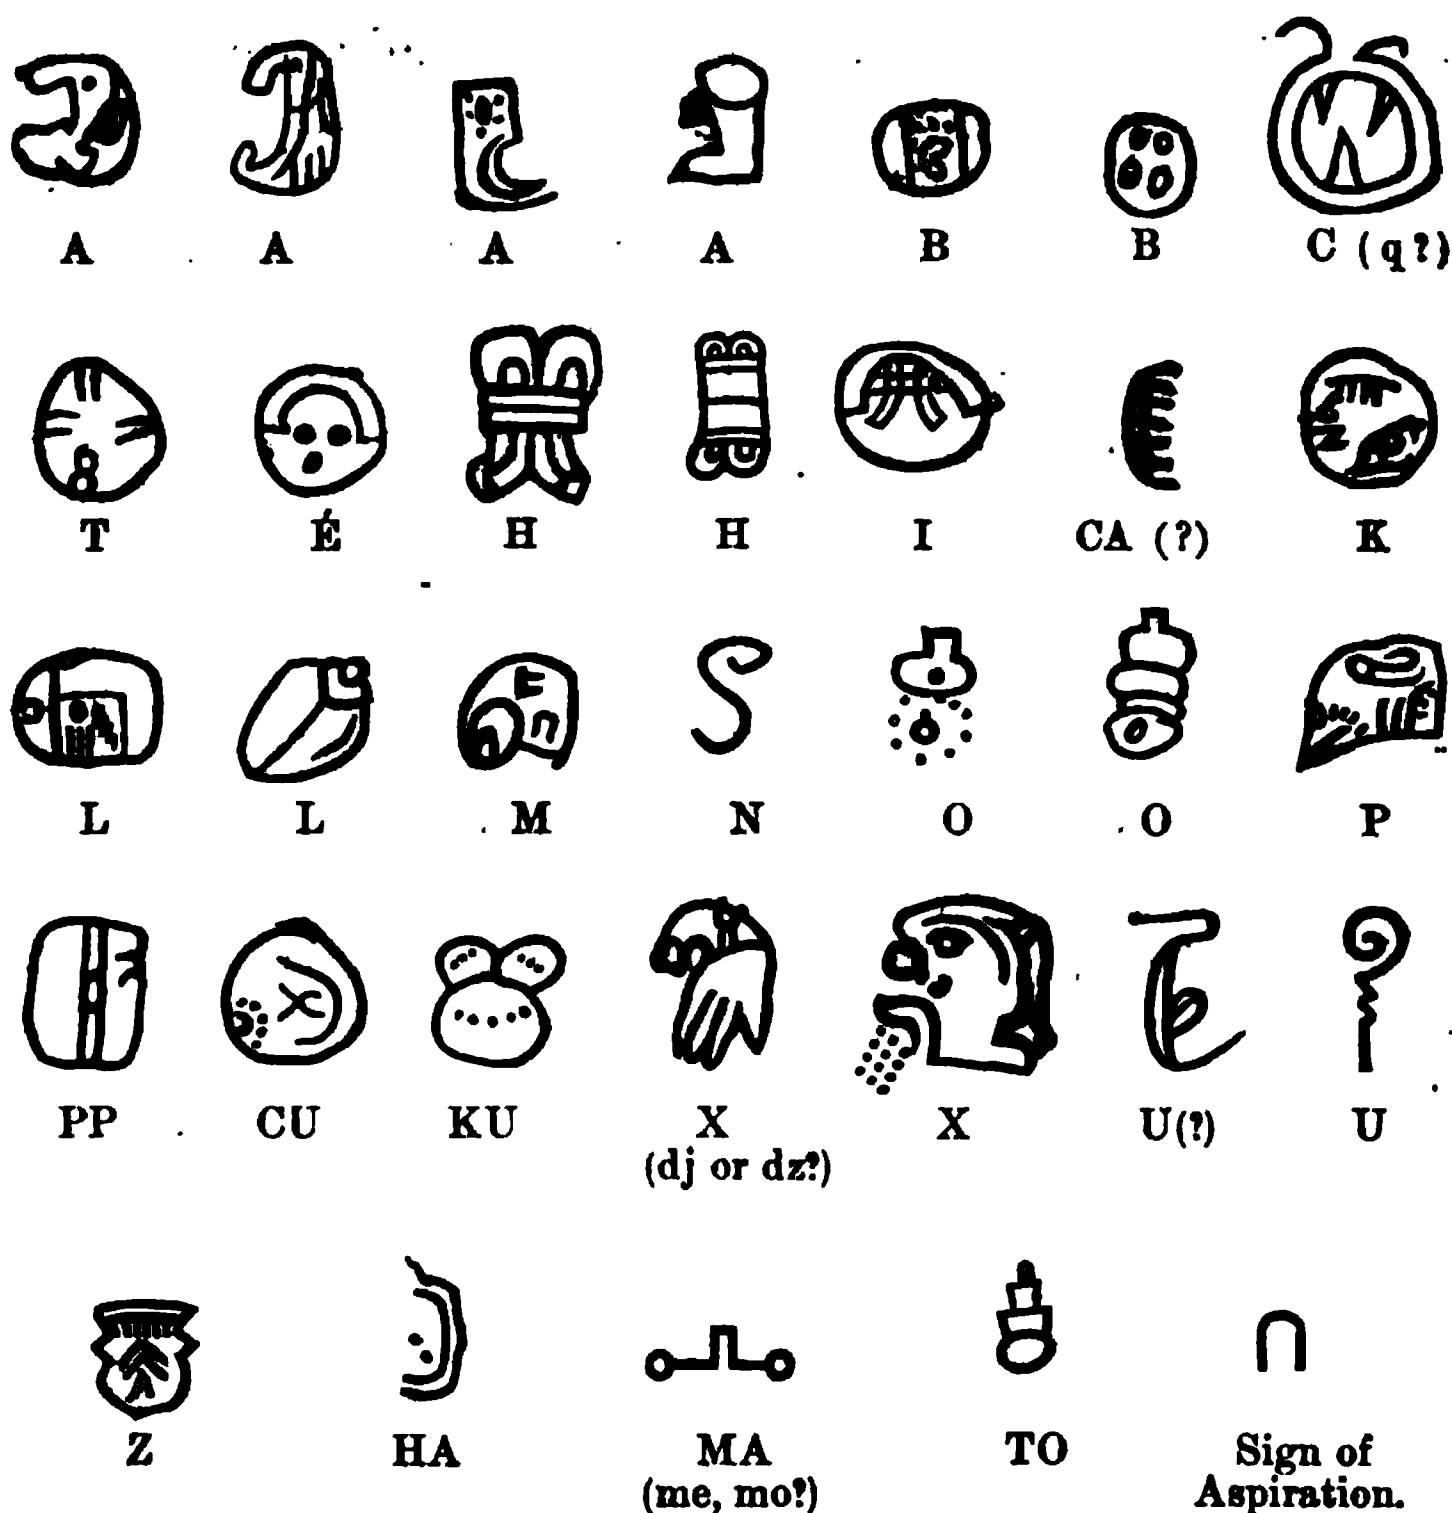 A A A A B B C (q?)
T É H H I CA (?) K
L L M N O O P
PP CU KU X X U(?) U
(dj or dz?)
Z HA MA TO Sign of
(me, mo?) Aspiration.